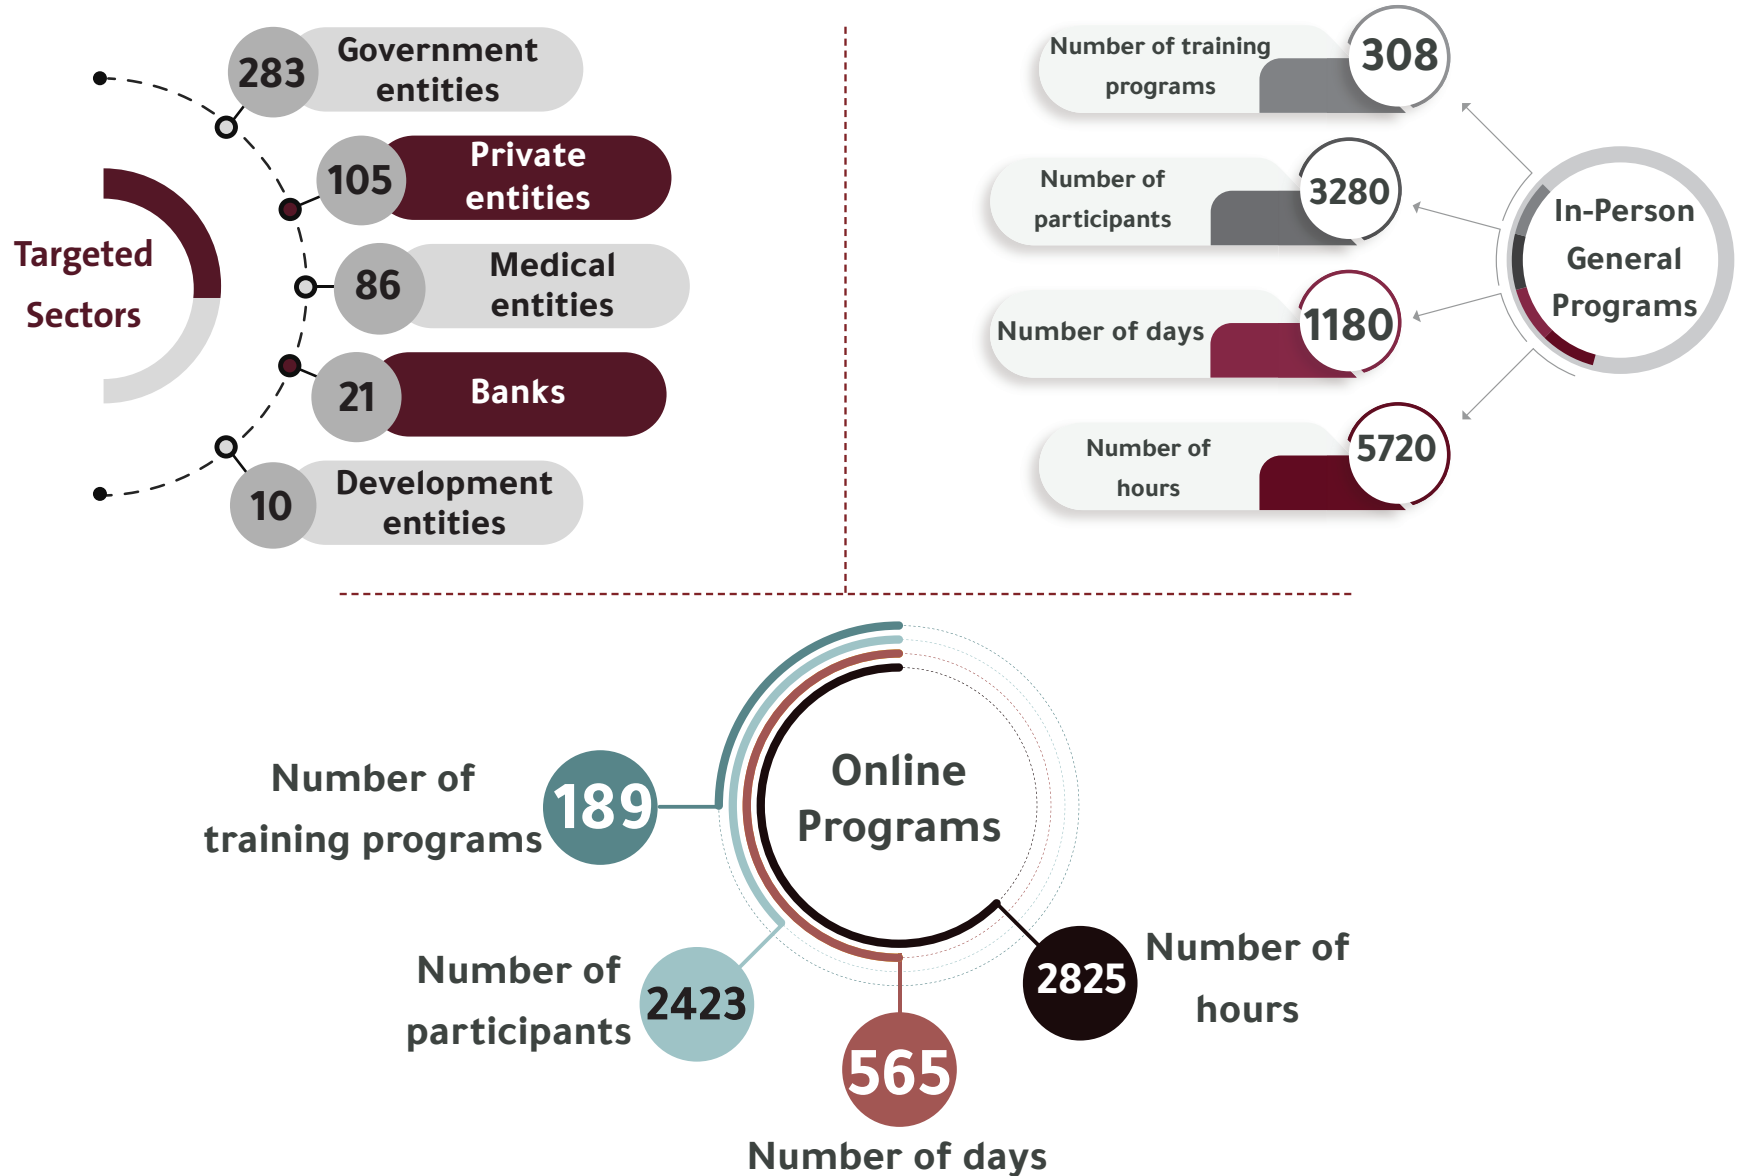 Targeted
Sectors
283
Government
entities
105
Private
entities
86
Medical
entities
21
Banks
10
Development
entities
In-Person
General
Programs
Number of training
programs
308
Number of
participants
3280
Number of days
1180
Number of
hours
5720
Online
Programs
Number of
training programs
189
Number of
participants
2423
565
Number of days
2825
Number of
hours